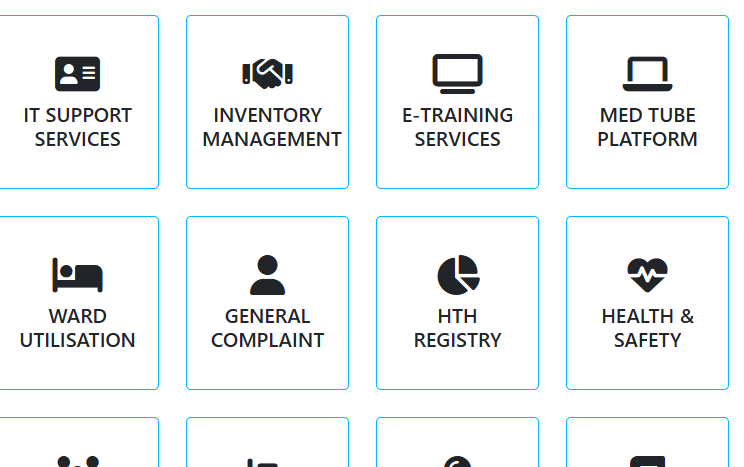 IT SUPPORT
SERVICES
INVENTORY
MANAGEMENT
E-TRAINING
SERVICES
MED TUBE
PLATFORM
WARD
UTILISATION
GENERAL
COMPLAINT
HTH
REGISTRY
HEALTH &
SAFETY